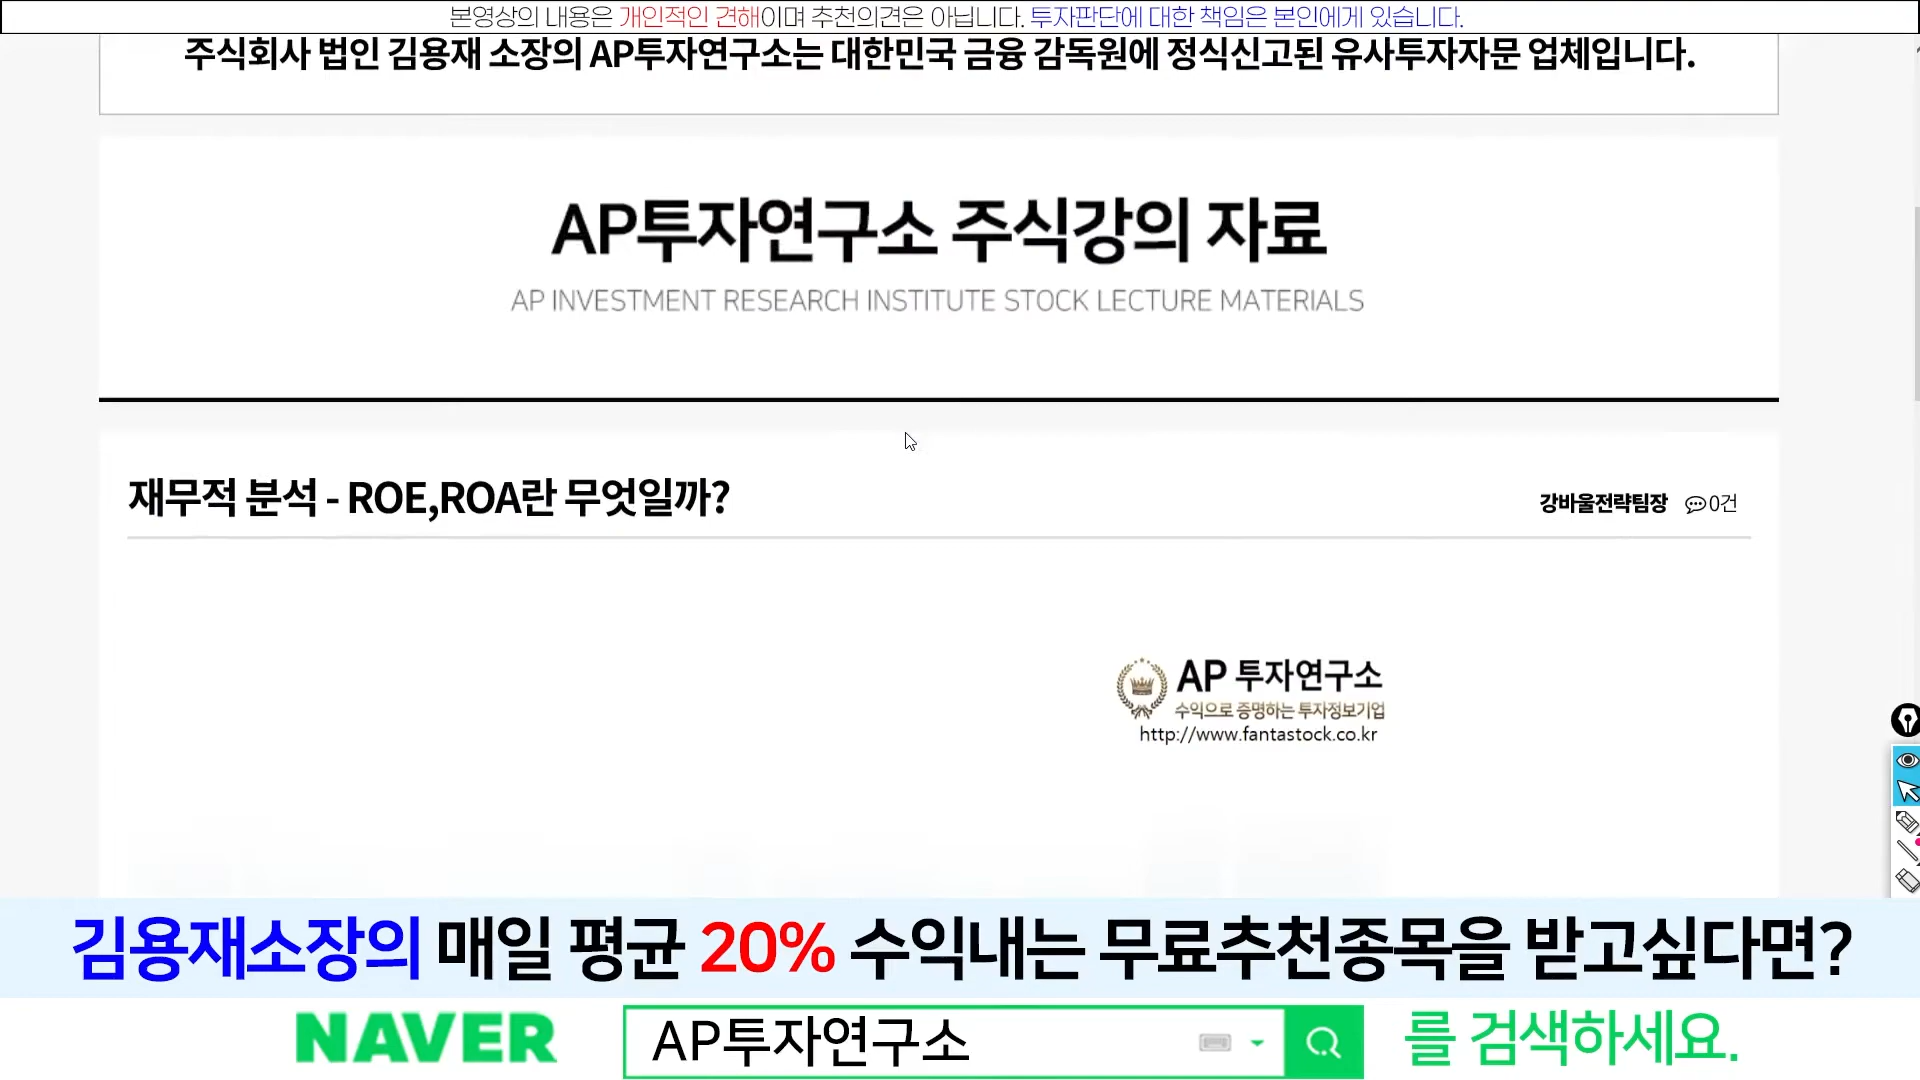 본영상의 내용은 개인적인 견해이며 추천의견은 아닙니다. 투자판단에 대한 책임은 본인에게 있습니다.
주식회사 법인 김용재 소장의 AP투자연구소는 대한민국 금융 감독원에 정식신고된 유사투자자문 업체입니다.
AP투자연구소 주식강의 자료
AP INVESTMENT RESEARCH INSTITUTE STOCK LECTURE MATERIALS
재무적 분석 - ROE,ROA란 무엇일까?
강바울전략팀장 0건
AP 투자연구소
수익으로 증명하는 투자정보기업
http://www.fantastock.co.kr
김용재소장의 매일 평균 20% 수익내는 무료추천종목을 받고싶다면?
NAVER AP투자연구소 를 검색하세요.